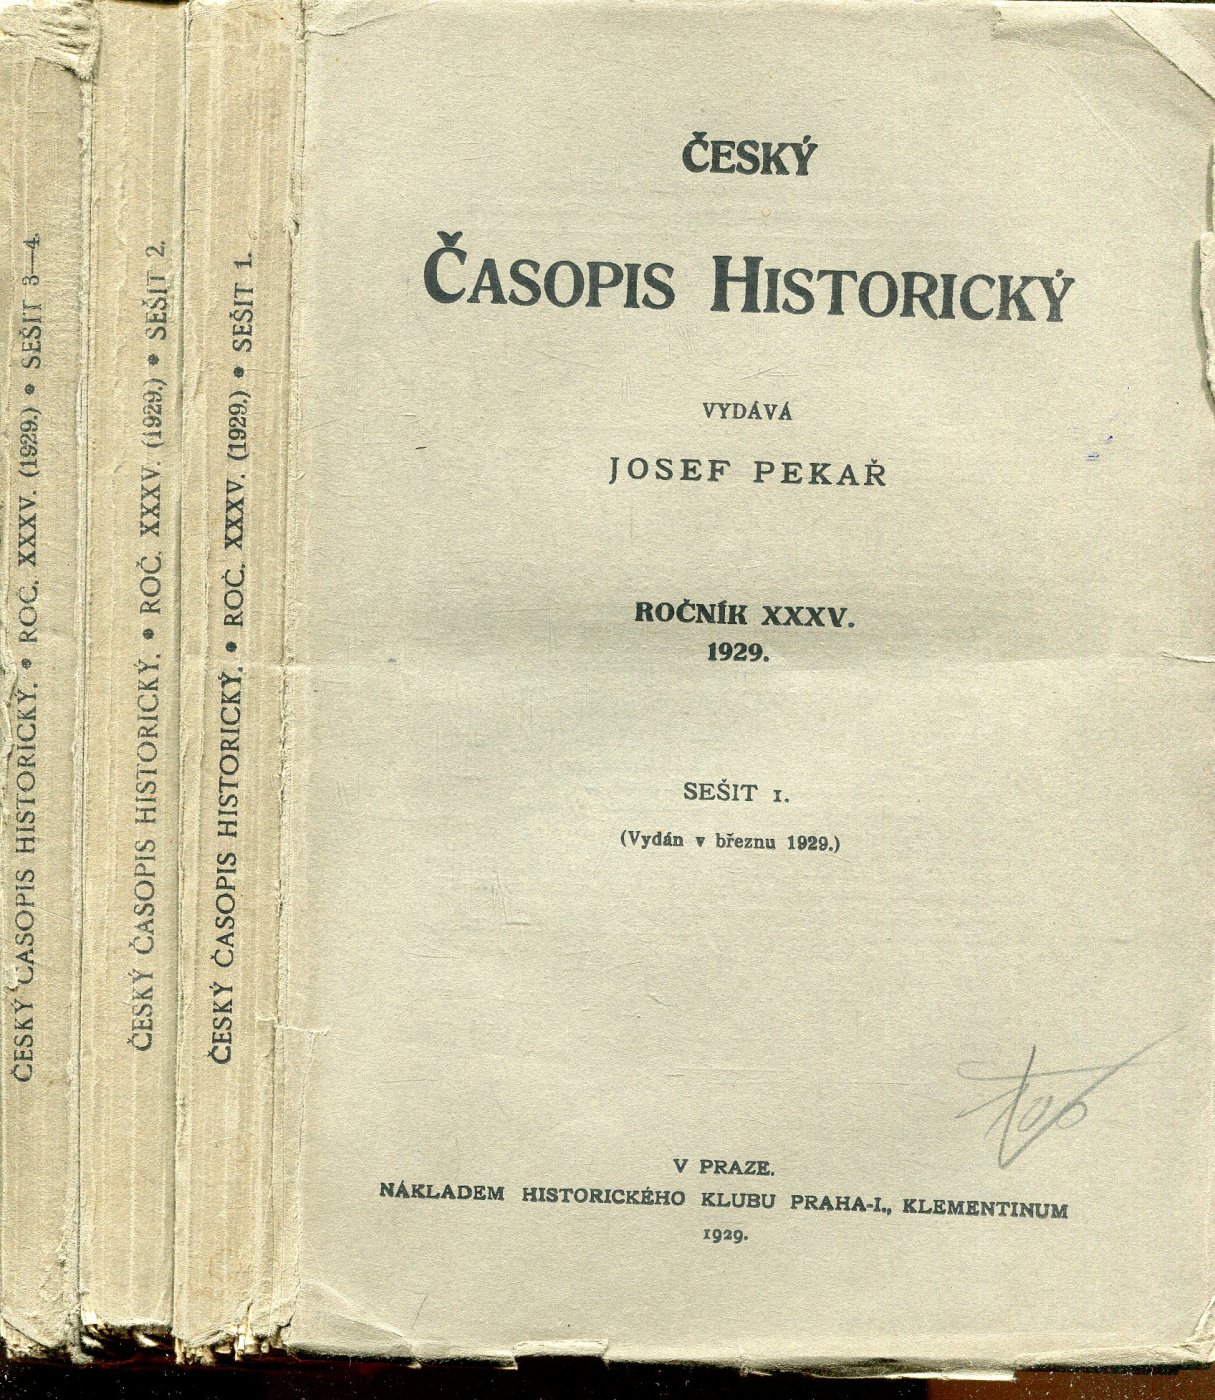 ČESKÝ ČASOPIS HISTORICKÝ. • ROČ. XXXV. (1929.) • SEŠIT 3—4.
ČESKÝ ČASOPIS HISTORICKÝ. • ROČ. XXXV. (1929.) • SEŠIT 2.
ČESKÝ ČASOPIS HISTORICKÝ. • ROČ. XXXV. (1929.) • SEŠIT 1.
ČESKÝ
ČASOPIS HISTORICKÝ
VYDÁVÁ
JOSEF PEKAŘ
ROČNÍK XXXV.
1929.
SEŠIT 1.
(Vydán v březnu 1929.)
V PRAZE.
NÁKLADEM HISTORICKÉHO KLUBU PRAHA-I., KLEMENTINUM
1929.